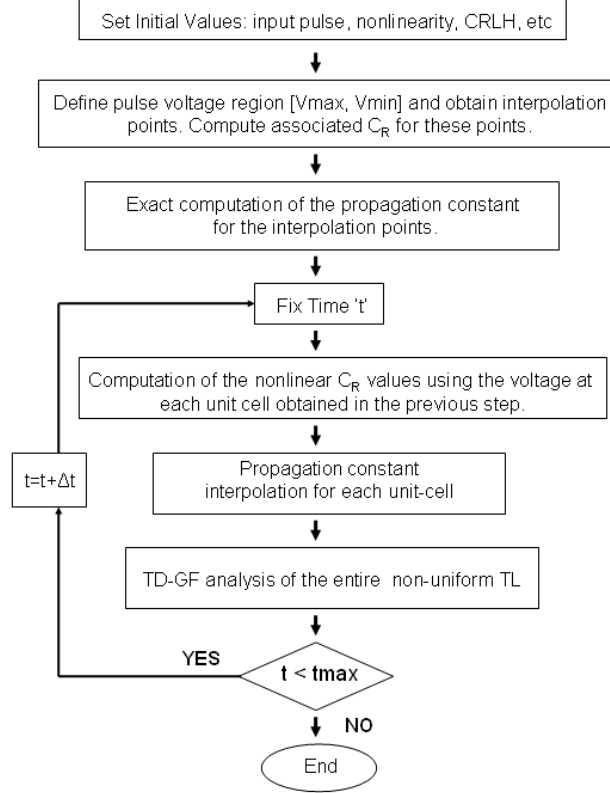 Set Initial Values: input pulse, nonlinearity, CRLH, etc
Define pulse voltage region [Vmax, Vmin] and obtain interpolation
points. Compute associated CR for these points.
Exact computation of the propagation constant
for the interpolation points.
Fix Time 't'
Computation of the nonlinear CR values using the voltage at
each unit cell obtained in the previous step.
t=t+Δt
Propagation constant
interpolation for each unit-cell
TD-GF analysis of the entire non-uniform TL
YES
t < tmax
NO
End